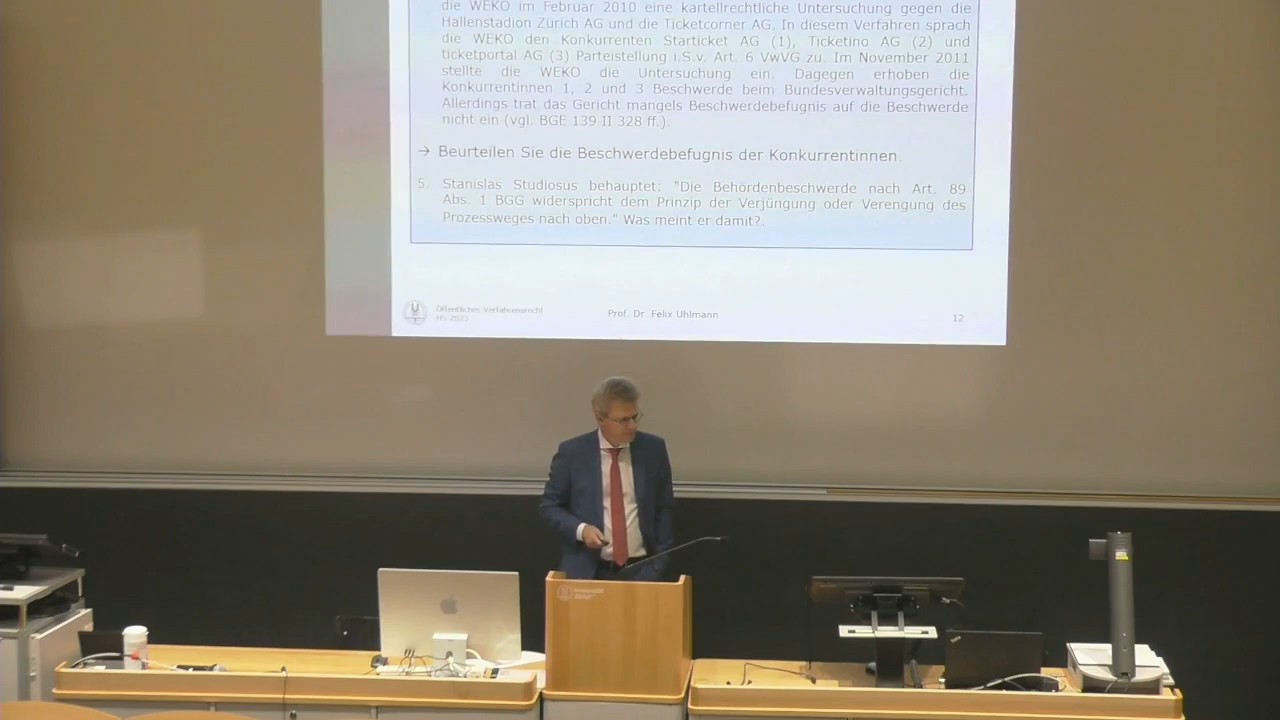 die WEKO im Februar 2010 eine kartellrechtliche Untersuchung gegen die
Hallenstadion Zürich AG und die Ticketcorner AG. In diesem Verfahren sprach
die WEKO den Konkurrenten Starticket AG (1), Ticketino AG (2) und
ticketportal AG (3) Parteistellung i.S.v. Art. 6 VwVG zu. Im November 2011
stellte die WEKO die Untersuchung ein. Dagegen erhoben die
Konkurrentinnen 1, 2 und 3 Beschwerde beim Bundesverwaltungsgericht.
Allerdings trat das Gericht mangels Beschwerdebefugnis auf die Beschwerde
nicht ein (vgl. BGE 139 II 328 ff.).
→ Beurteilen Sie die Beschwerdebefugnis der Konkurrentinnen.
5. Stanislas Studiosus behauptet: "Die Behördenbeschwerde nach Art. 89
Abs. 1 BGG widerspricht dem Prinzip der Verjüngung oder Verengung des
Prozessweges nach oben." Was meint er damit?.
Öffentliches Verfahrensrecht
Prof. Dr. Felix Uhlmann
12